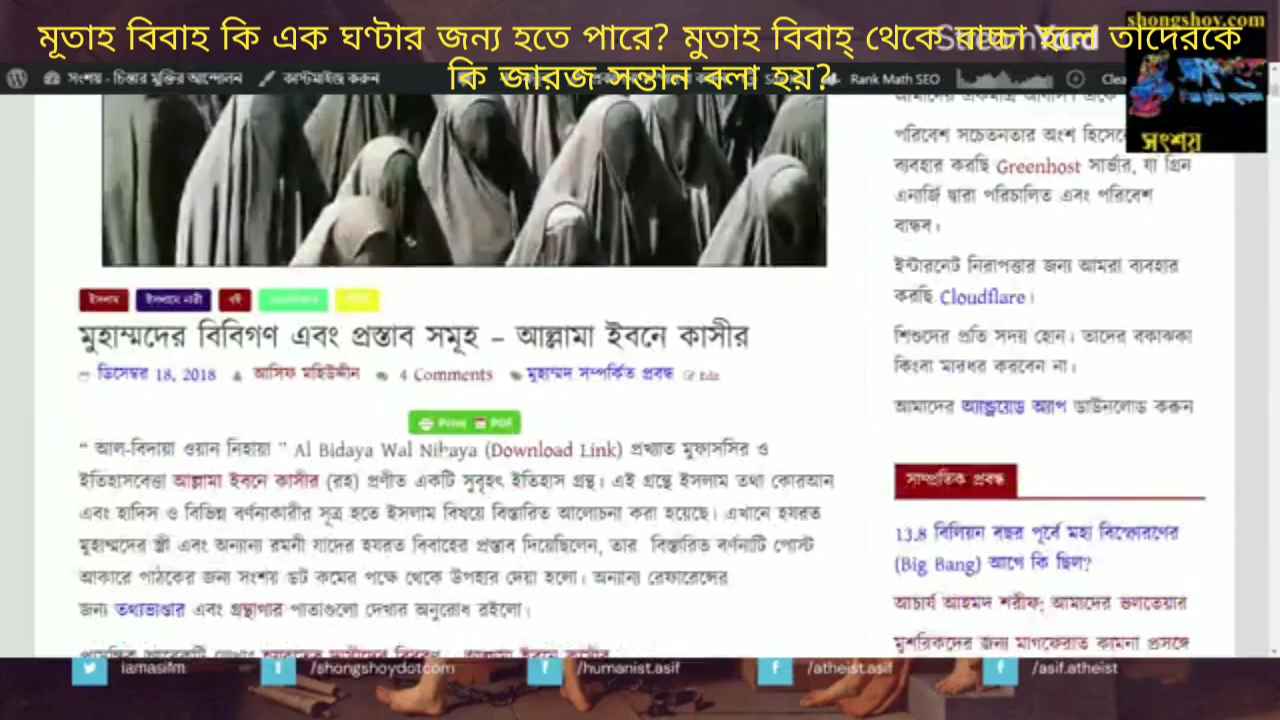 মূতাহ বিবাহ কি এক ঘণ্টার জন্য হতে পারে? মুতাহ বিবাহ্ থেকে বাচ্চা হলে তাদেরকে
কি জারজ সন্তান বলা হয়?
shongshoy.com
সংশয় - চিন্তার মুক্তির আন্দোলন
কাস্টমাইজ করুন
Rank Math SEO
সংশয়
পরিবেশ সচেতনতার অংশ হিসেবে
ব্যবহার করছি Greenhost সার্ভার, যা গ্রিন
এনার্জি দ্বারা পরিচালিত এবং পরিবেশ
বান্ধব।
ইন্টারনেট নিরাপত্তার জন্য আমরা ব্যবহার
করছি Cloudflare।
শিশুদের প্রতি সদয় হোন। তাদের বকাঝকা
কিংবা মারধর করবেন না।
আমাদের অ্যান্ড্রয়েড অ্যাপ ডাউনলোড করুন
ইসলাম
ইসলামে নারী
বই
মুহাম্মদের বিবিগণ এবং প্রস্তাব সমূহ – আল্লামা ইবনে কাসীর
ডিসেম্বর 18, 2018 আসিফ মহিউদ্দীন 4 Comments মুহাম্মদ সম্পর্কিত প্রবন্ধ Edit
Print PDF
“ আল-বিদায়া ওয়ান নিহায়া ” Al Bidaya Wal Nihaya (Download Link) প্রখ্যাত মুফাসসির ও
ইতিহাসবেত্তা আল্লামা ইবনে কাসীর (রহ) প্রণীত একটি সুবৃহৎ ইতিহাস গ্রন্থ। এই গ্রন্থে ইসলাম তথা কোরআন
এবং হাদিস ও বিভিন্ন বর্ণনাকারীর সূত্র হতে ইসলাম বিষয়ে বিস্তারিত আলোচনা করা হয়েছে। এখানে হযরত
মুহাম্মদের স্ত্রী এবং অন্যান্য রমনী যাদের হযরত বিবাহের প্রস্তাব দিয়েছিলেন, তার বিস্তারিত বর্ণনাটি পোস্ট
আকারে পাঠকের জন্য সংশয় ডট কমের পক্ষে থেকে উপহার দেয়া হলো। অন্যান্য রেফারেন্সের
জন্য তথ্যভাণ্ডার এবং গ্রন্থাগার পাতাগুলো দেখার অনুরোধ রইলো।
সাম্প্রতিক প্রবন্ধ
13.8 বিলিয়ন বছর পূর্বে মহা বিস্ফোরণের
(Big Bang) আগে কি ছিল?
আচার্য আহমদ শরীফ; আমাদের ভলতেয়ার
মুশরিকদের জন্য মাগফেরাত কামনা প্রসঙ্গে
iamasifm
/shongshoydotcom
/humanist.asif
/atheist.asif
/asif.atheist